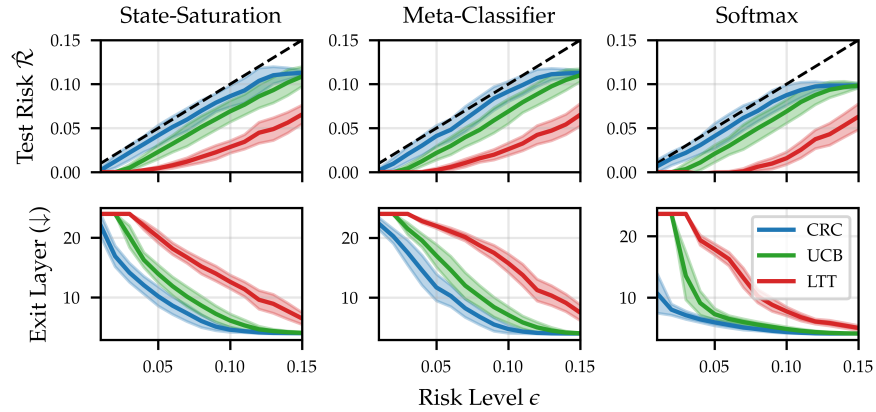 State-Saturation
Meta-Classifier
Softmax
Test Risk R̂
0.15
0.10
0.05
0.00
0.15
0.10
0.05
0.00
0.15
0.10
0.05
0.00
Exit Layer (↓)
20
10
20
10
20
10
CRC
UCB
LTT
0.05 0.10 0.15
0.05 0.10 0.15
0.05 0.10 0.15
Risk Level ϵ